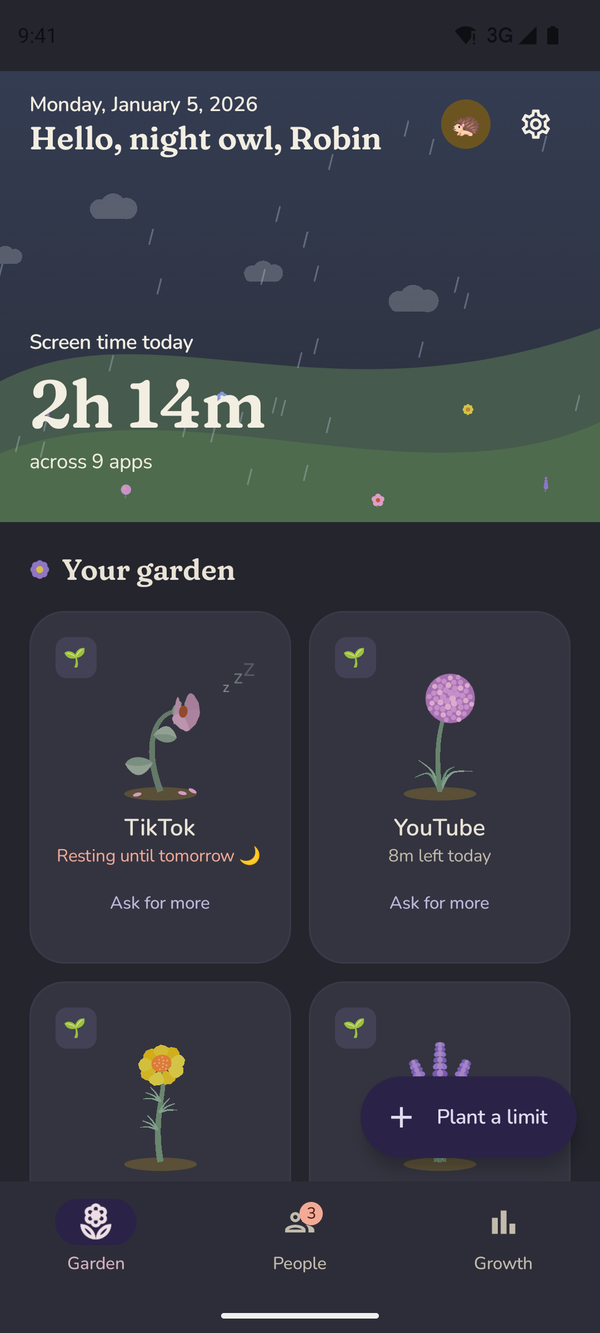 9:41
3G
Monday, January 5, 2026
Hello, night owl, Robin
Screen time today
2h 14m
across 9 apps
Your garden
z z Z
TikTok
Resting until tomorrow 🌙
Ask for more
YouTube
8m left today
Ask for more
Plant a limit
3
Garden
People
Growth